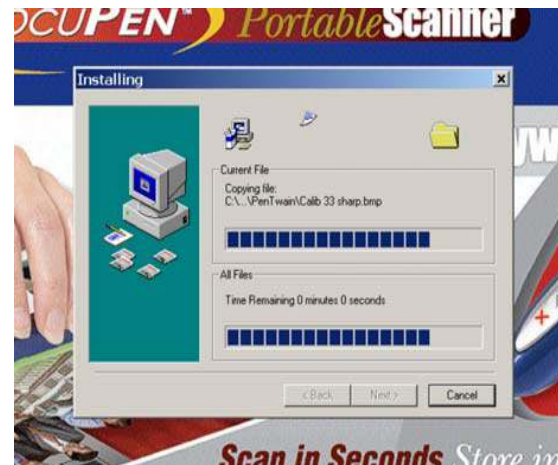 OCUPEN™ PortableScanner
Installing
Current File
Copying file:
C:\...\PenTwain\Calib 33 sharp.bmp
All Files
Time Remaining 0 minutes 0 seconds
< Back Next > Cancel
Scan in Seconds Store in